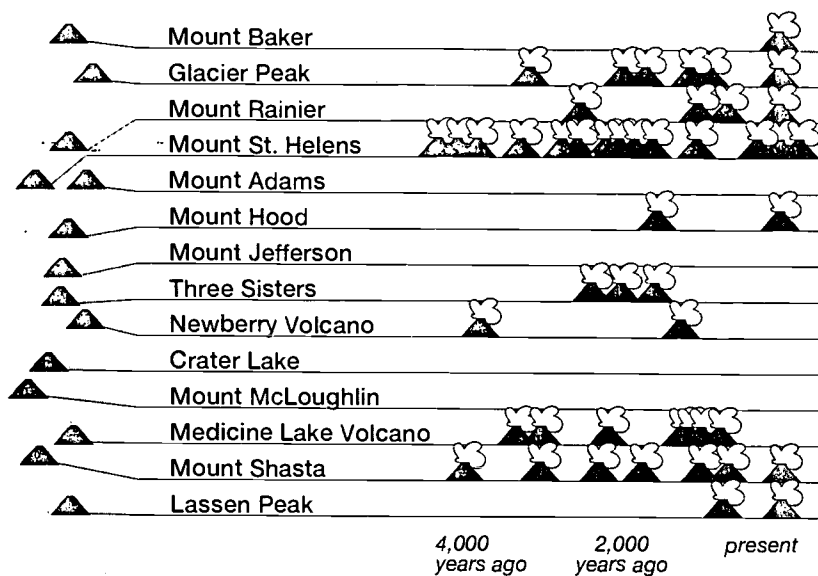 Mount Baker
Glacier Peak
Mount Rainier
Mount St. Helens
Mount Adams
Mount Hood
Mount Jefferson
Three Sisters
Newberry Volcano
Crater Lake
Mount McLoughlin
Medicine Lake Volcano
Mount Shasta
Lassen Peak
4,000 2,000 present
years ago years ago